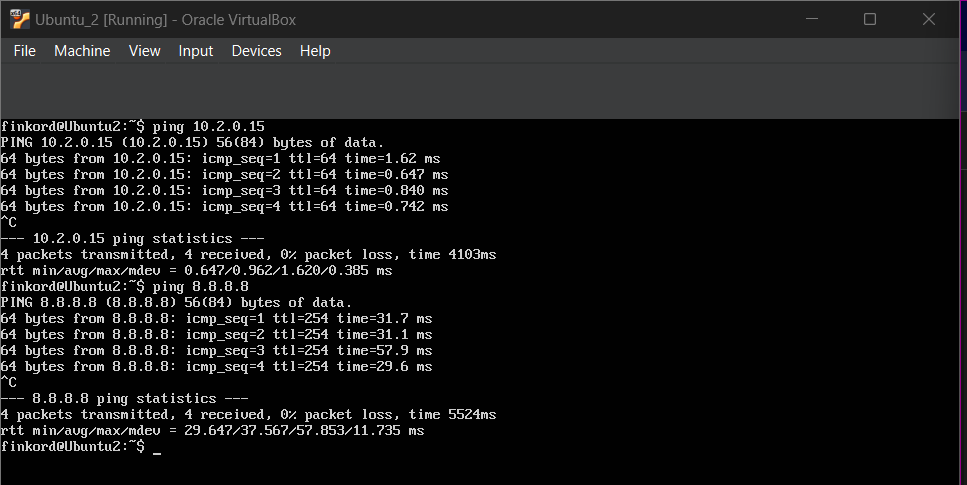 Ubuntu_2 [Running] - Oracle VirtualBox
File Machine View Input Devices Help
finkord@Ubuntu2:~$ ping 10.2.0.15
PING 10.2.0.15 (10.2.0.15) 56(84) bytes of data.
64 bytes from 10.2.0.15: icmp_seq=1 ttl=64 time=1.62 ms
64 bytes from 10.2.0.15: icmp_seq=2 ttl=64 time=0.647 ms
64 bytes from 10.2.0.15: icmp_seq=3 ttl=64 time=0.840 ms
64 bytes from 10.2.0.15: icmp_seq=4 ttl=64 time=0.742 ms
^C
--- 10.2.0.15 ping statistics ---
4 packets transmitted, 4 received, 0% packet loss, time 4103ms
rtt min/avg/max/mdev = 0.647/0.962/1.620/0.385 ms
finkord@Ubuntu2:~$ ping 8.8.8.8
PING 8.8.8.8 (8.8.8.8) 56(84) bytes of data.
64 bytes from 8.8.8.8: icmp_seq=1 ttl=254 time=31.7 ms
64 bytes from 8.8.8.8: icmp_seq=2 ttl=254 time=31.1 ms
64 bytes from 8.8.8.8: icmp_seq=3 ttl=254 time=57.9 ms
64 bytes from 8.8.8.8: icmp_seq=4 ttl=254 time=29.6 ms
^C
--- 8.8.8.8 ping statistics ---
4 packets transmitted, 4 received, 0% packet loss, time 5524ms
rtt min/avg/max/mdev = 29.647/37.567/57.853/11.735 ms
finkord@Ubuntu2:~$ _